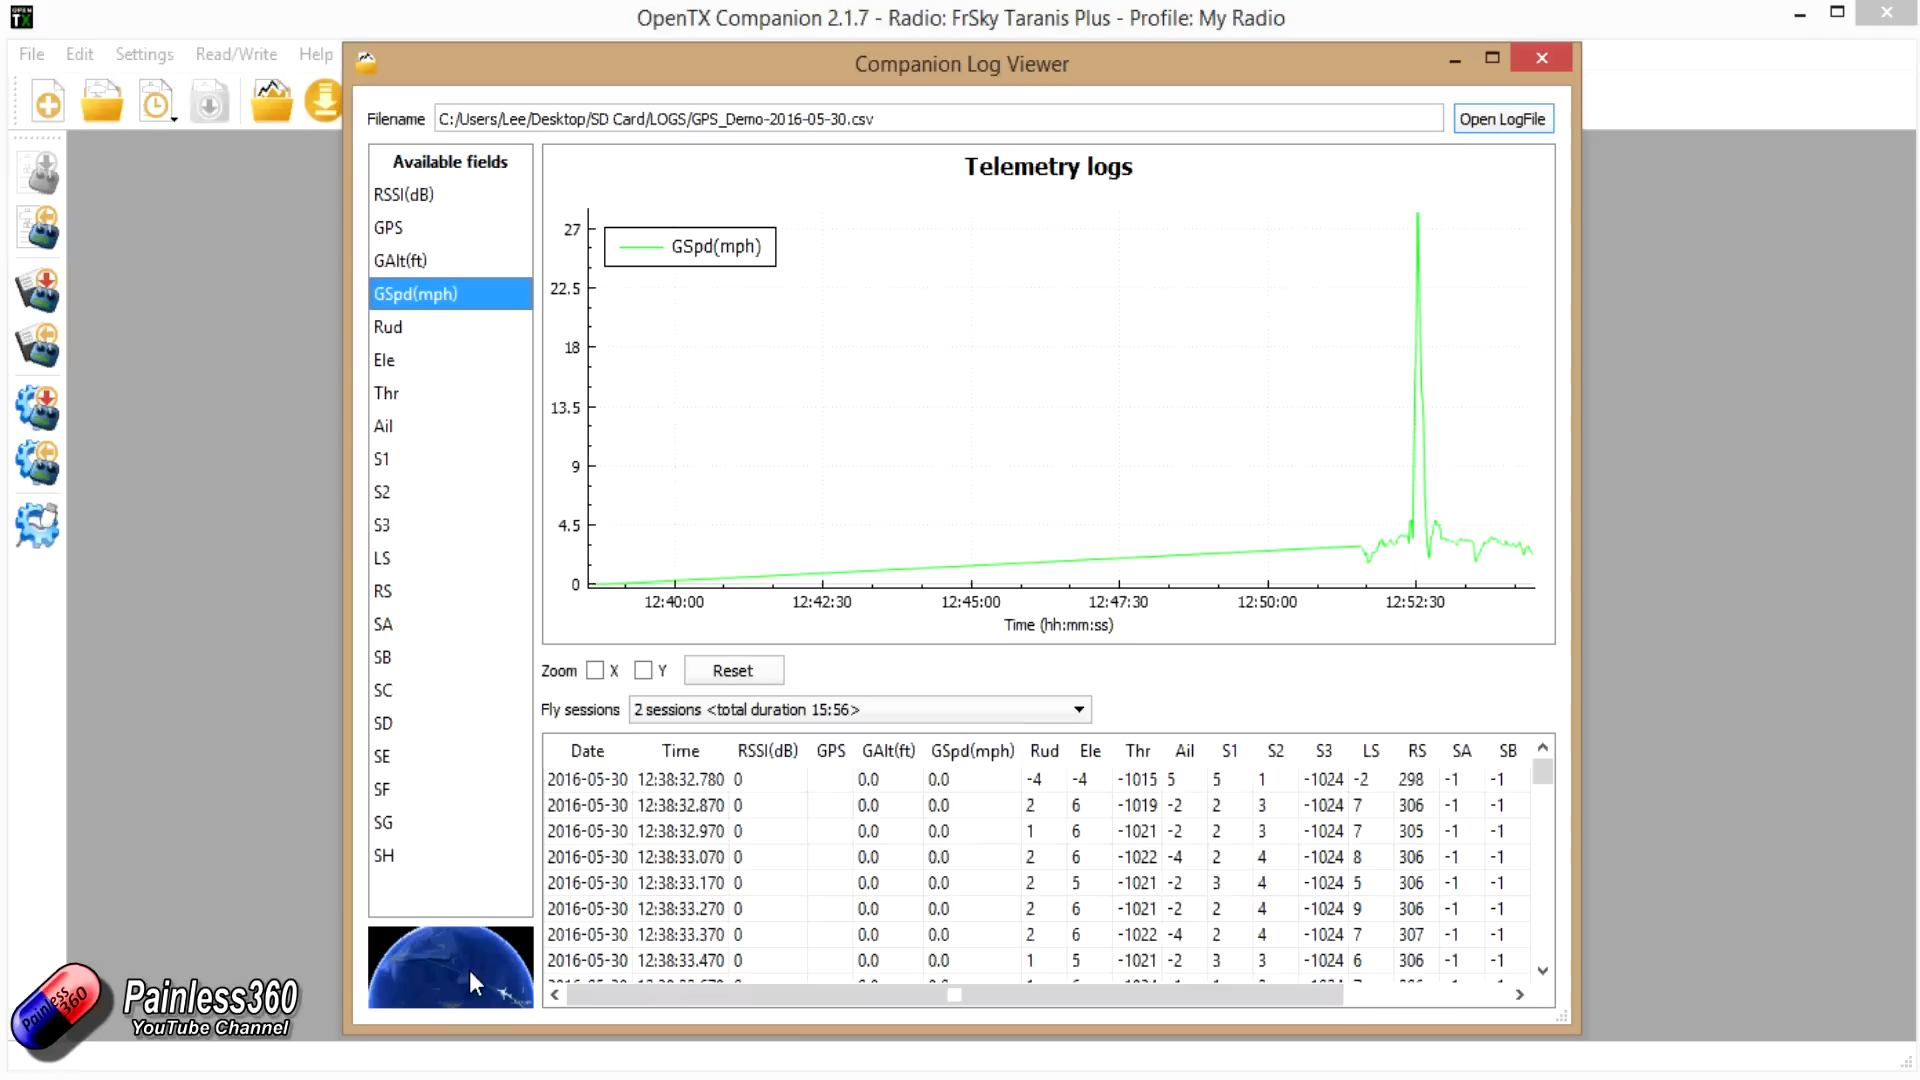 OpenTX Companion 2.1.7 - Radio: FrSky Taranis Plus - Profile: My Radio
File Edit Settings Read/Write Help
Companion Log Viewer
Filename C:/Users/Lee/Desktop/SD Card/LOGS/GPS_Demo-2016-05-30.csv Open LogFile
Available fields
RSSI(dB)
GPS
GAlt(ft)
GSpd(mph)
Rud
Ele
Thr
Ail
S1
S2
S3
LS
RS
SA
SB
SC
SD
SE
SF
SG
SH
Telemetry logs
GSpd(mph)
27
22.5
18
13.5
9
4.5
0
12:40:00 12:42:30 12:45:00 12:47:30 12:50:00 12:52:30
Time (hh:mm:ss)
Zoom X Y Reset
Fly sessions 2 sessions <total duration 15:56>
Date Time RSSI(dB) GPS GAlt(ft) GSpd(mph) Rud Ele Thr Ail S1 S2 S3 LS RS SA SB
2016-05-30 12:38:32.780 0 0.0 0.0 -4 -4 -1015 5 5 1 -1024 -2 298 -1 -1
2016-05-30 12:38:32.870 0 0.0 0.0 2 6 -1019 -2 2 3 -1024 7 306 -1 -1
2016-05-30 12:38:32.970 0 0.0 0.0 1 6 -1021 -2 2 3 -1024 7 305 -1 -1
2016-05-30 12:38:33.070 0 0.0 0.0 2 6 -1022 -4 2 4 -1024 8 306 -1 -1
2016-05-30 12:38:33.170 0 0.0 0.0 2 5 -1021 -2 3 4 -1024 5 306 -1 -1
2016-05-30 12:38:33.270 0 0.0 0.0 2 6 -1021 -2 2 4 -1024 9 306 -1 -1
2016-05-30 12:38:33.370 0 0.0 0.0 2 6 -1022 -4 2 4 -1024 7 307 -1 -1
2016-05-30 12:38:33.470 0 0.0 0.0 1 5 -1021 -2 3 3 -1024 6 306 -1 -1
Painless 360
Painless360
YouTube Channel